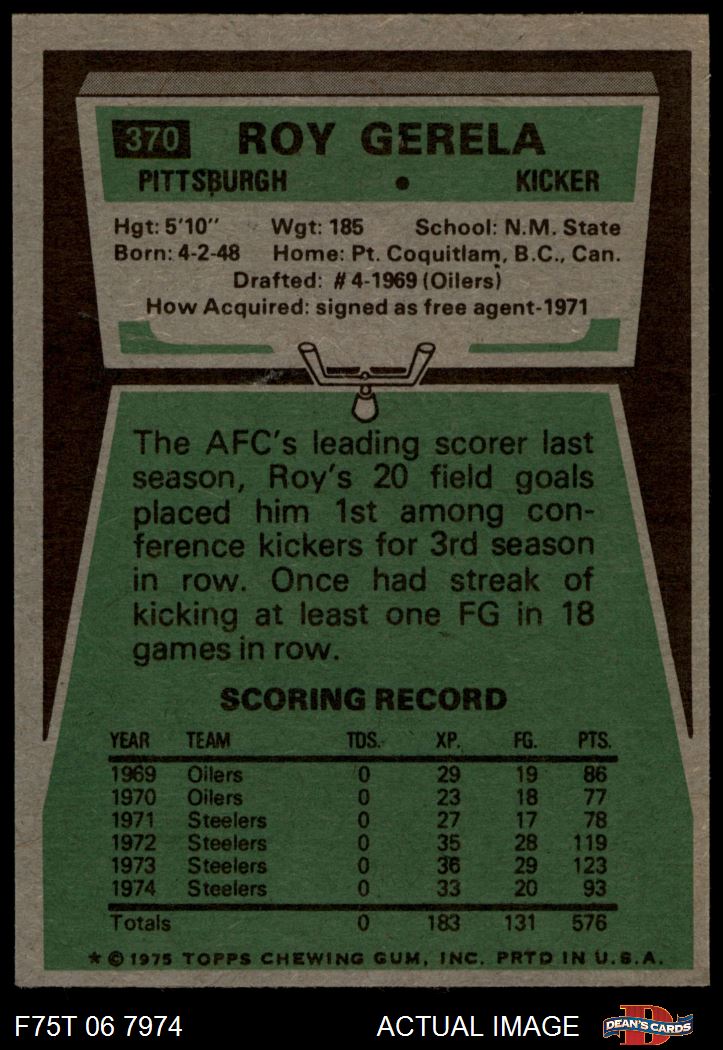 370 ROY GERELA
PITTSBURGH • KICKER
Hgt: 5'10" Wgt: 185 School: N.M. State
Born: 4-2-48 Home: Pt. Coquitlam, B.C., Can.
Drafted: #4-1969 (Oilers)
How Acquired: signed as free agent-1971
The AFC's leading scorer last
season, Roy's 20 field goals
placed him 1st among con-
ference kickers for 3rd season
in row. Once had streak of
kicking at least one FG in 18
games in row.
SCORING RECORD
YEAR TEAM TDS. XP. FG. PTS.
1969 Oilers 0 29 19 86
1970 Oilers 0 23 18 77
1971 Steelers 0 27 17 78
1972 Steelers 0 35 28 119
1973 Steelers 0 36 29 123
1974 Steelers 0 33 20 93
Totals 0 183 131 576
* © 1975 TOPPS CHEWING GUM, INC. PRTD IN U.S.A.
F75T 06 7974 ACTUAL IMAGE D DEAN'S CARDS